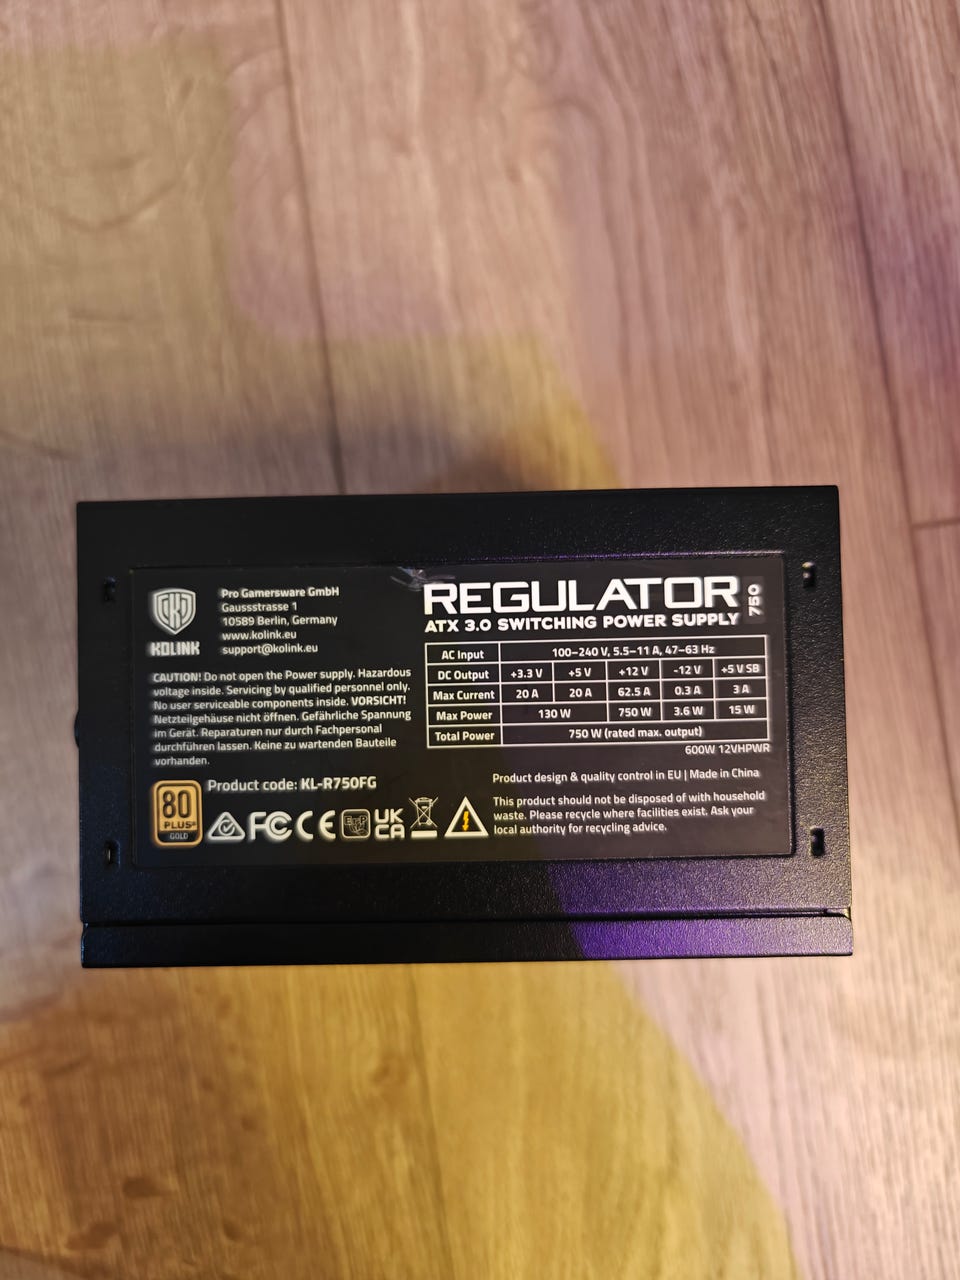 KOLINK
Pro Gamersware GmbH
Gaussstrasse 1
10589 Berlin, Germany
www.kolink.eu
support@kolink.eu
CAUTION! Do not open the Power supply. Hazardous
voltage inside. Servicing by qualified personnel only.
No user serviceable components inside. VORSICHT!
Netzteilgehäuse nicht öffnen. Gefährliche Spannung
im Gerät. Reparaturen nur durch Fachpersonal
durchführen lassen. Keine zu wartenden Bauteile
vorhanden.
80
PLUS®
GOLD
Product code: KL-R750FG
FC CE ErP UK
CA
REGULATOR 750
ATX 3.0 SWITCHING POWER SUPPLY
AC Input 100–240 V, 5.5–11 A, 47–63 Hz
DC Output +3.3 V +5 V +12 V -12 V +5 V SB
Max Current 20 A 20 A 62.5 A 0.3 A 3 A
Max Power 130 W 750 W 3.6 W 15 W
Total Power 750 W (rated max. output)
600W 12VHPWR
Product design & quality control in EU | Made in China
This product should not be disposed of with household
waste. Please recycle where facilities exist. Ask your
local authority for recycling advice.